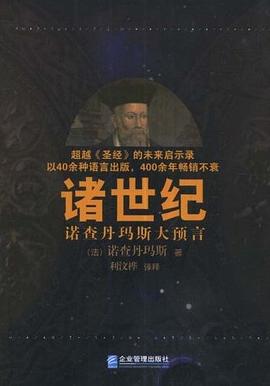 超越《圣经》的未来启示录
以40余种语言出版，400余年畅销不衰
诸世纪
诺查丹玛斯大预言
（法）诺查丹玛斯 著
利汶桦 译释
企业管理出版社